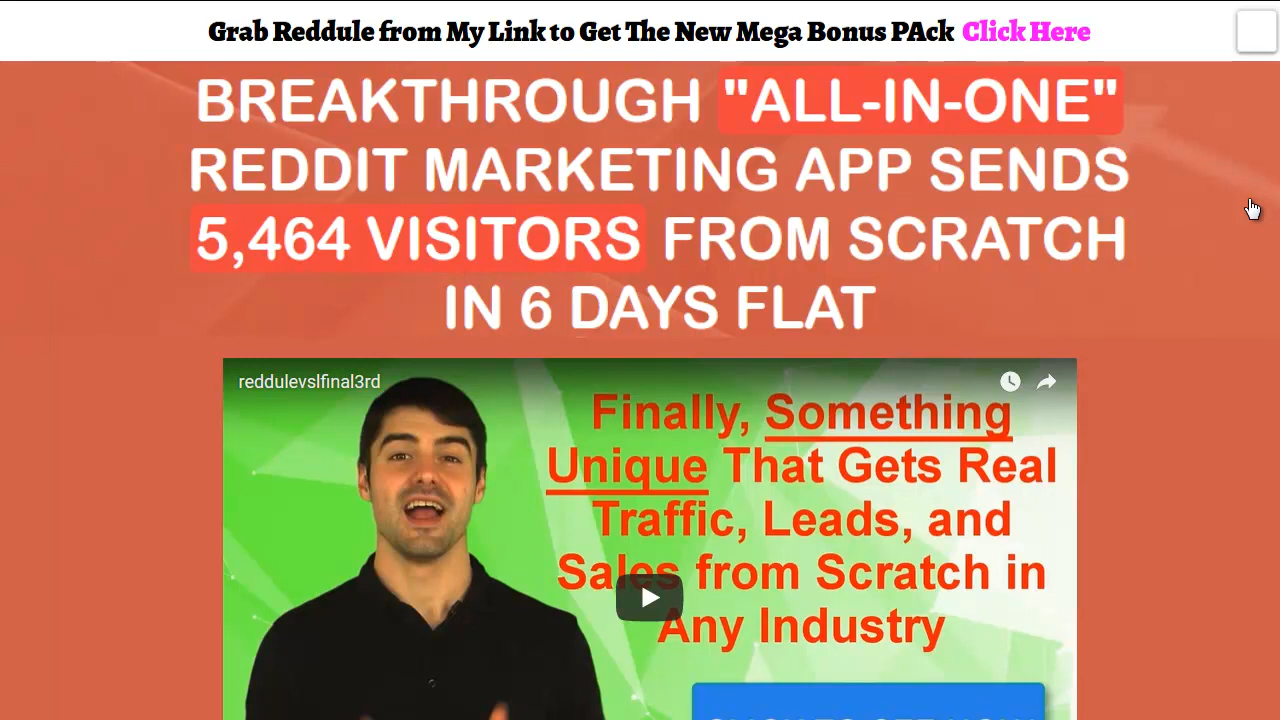 Grab Reddule from My Link to Get The New Mega Bonus PAck Click Here
BREAKTHROUGH "ALL-IN-ONE"
REDDIT MARKETING APP SENDS
5,464 VISITORS FROM SCRATCH
IN 6 DAYS FLAT
reddulevslfinal3rd
Finally, Something
Unique That Gets Real
Traffic, Leads, and
Sales from Scratch in
Any Industry